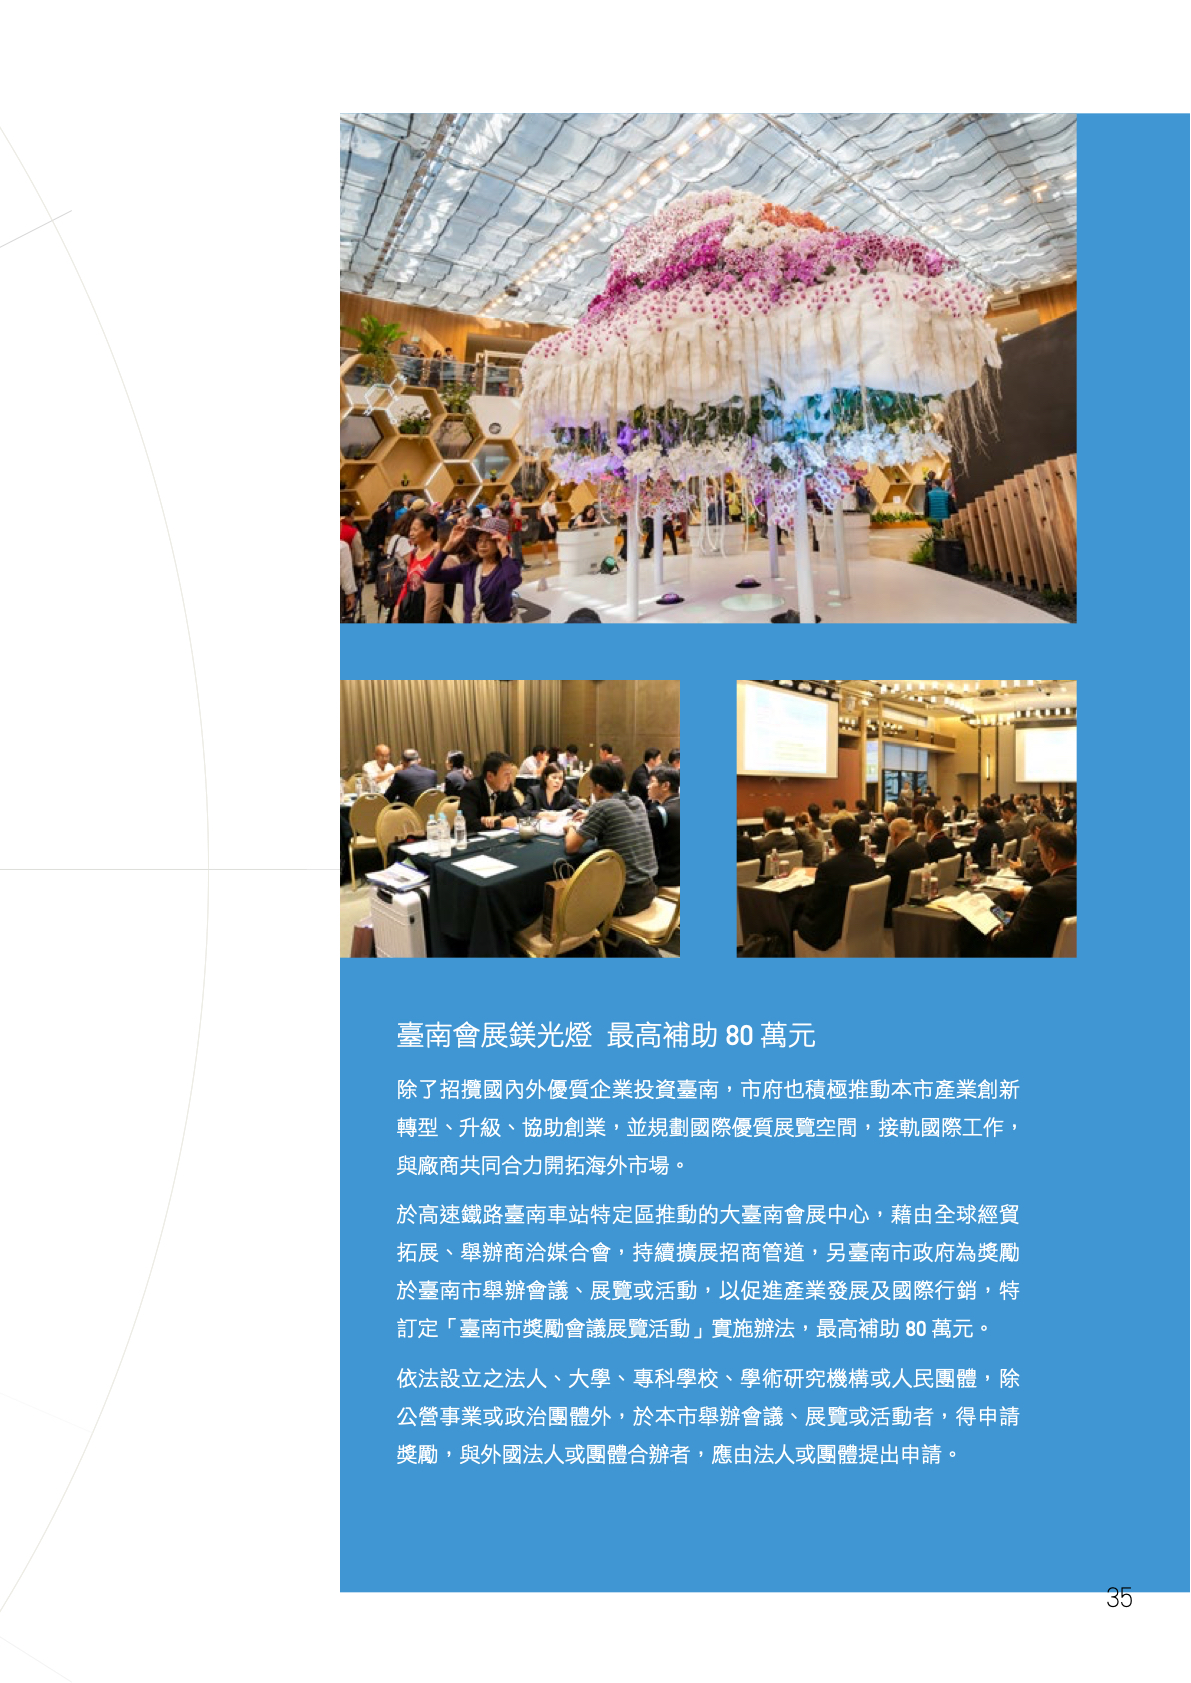 臺南會展鎂光燈 最高補助 80 萬元
除了招攬國內外優質企業投資臺南，市府也積極推動本市產業創新
轉型、升級、協助創業，並規劃國際優質展覽空間，接軌國際工作，
與廠商共同合力開拓海外市場。
於高速鐵路臺南車站特定區推動的大臺南會展中心，藉由全球經貿
拓展、舉辦商洽媒合會，持續擴展招商管道，另臺南市政府為獎勵
於臺南市舉辦會議、展覽或活動，以促進產業發展及國際行銷，特
訂定「臺南市獎勵會議展覽活動」實施辦法，最高補助 80 萬元。
依法設立之法人、大學、專科學校、學術研究機構或人民團體，除
公營事業或政治團體外，於本市舉辦會議、展覽或活動者，得申請
獎勵，與外國法人或團體合辦者，應由法人或團體提出申請。
35